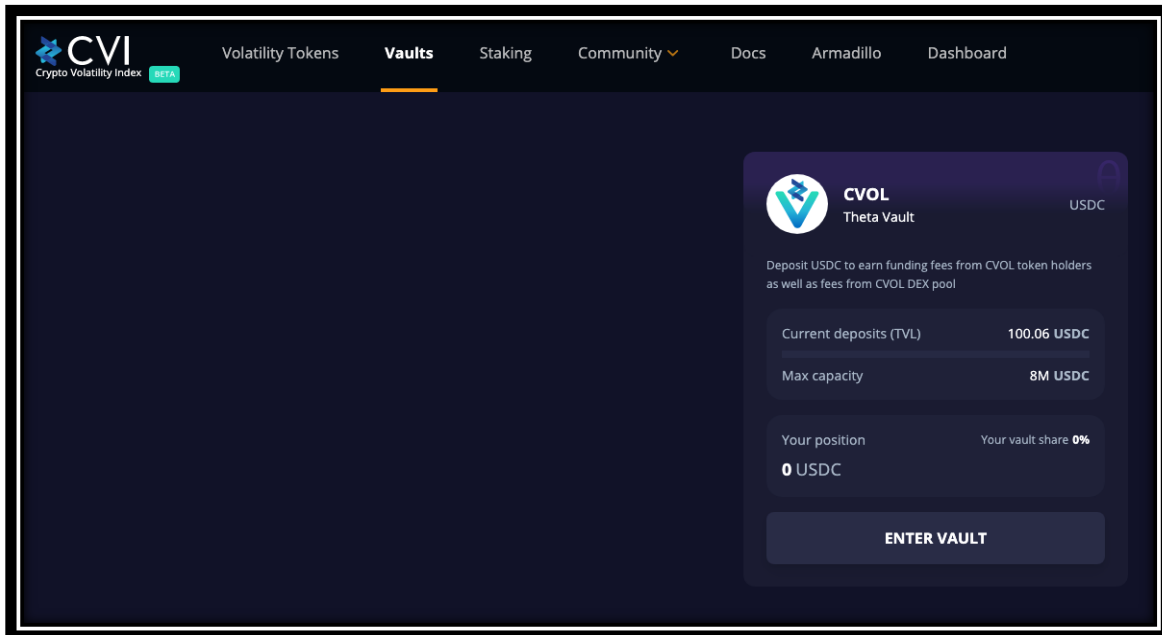 CVI
Crypto Volatility Index BETA
Volatility Tokens Vaults Staking Community Docs Armadillo Dashboard
CVOL
Theta Vault
USDC
Deposit USDC to earn funding fees from CVOL token holders
as well as fees from CVOL DEX pool
Current deposits (TVL) 100.06 USDC
Max capacity 8M USDC
Your position Your vault share 0%
0 USDC
ENTER VAULT